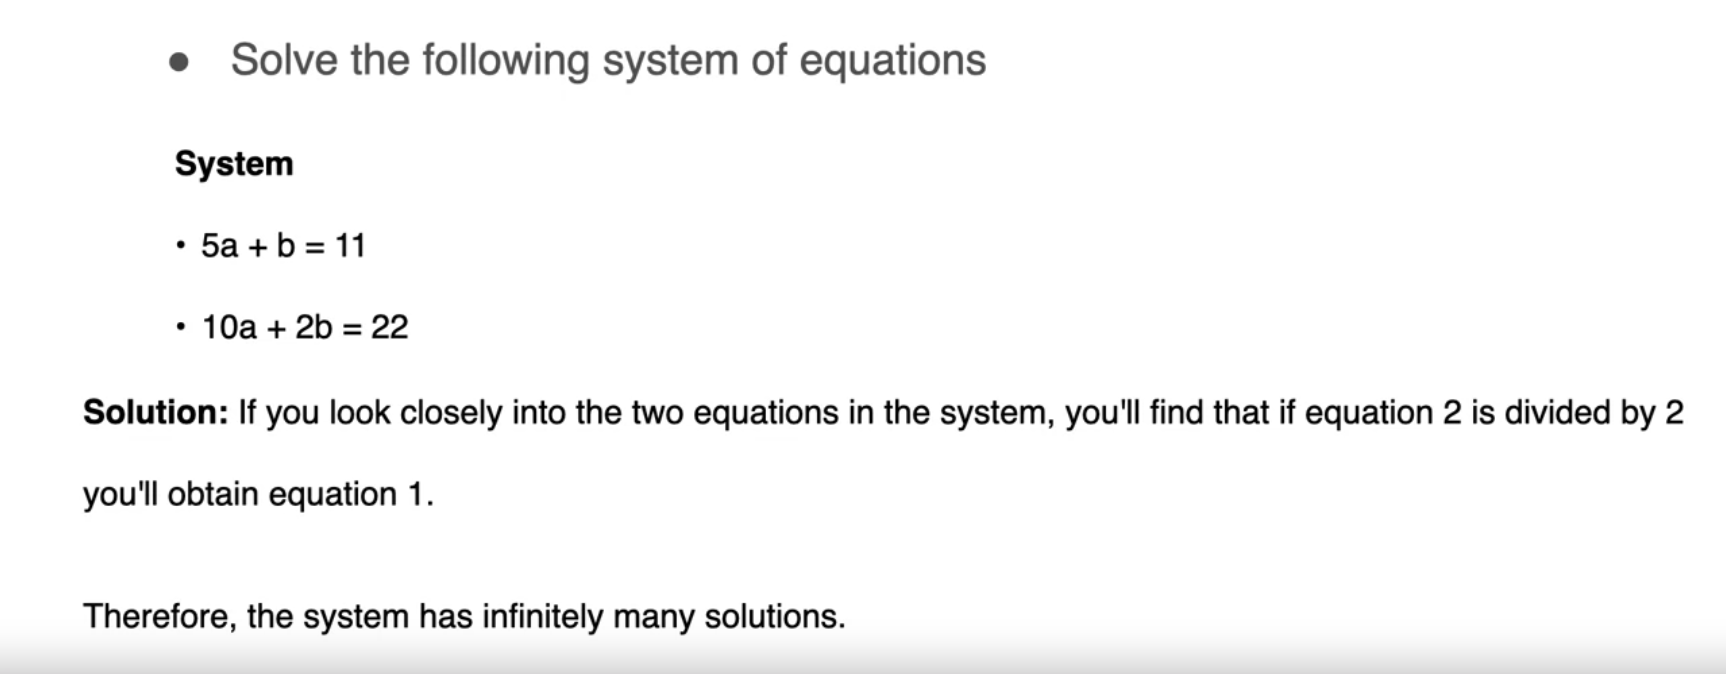 ● Solve the following system of equations
System
• 5a + b = 11
• 10a + 2b = 22
Solution: If you look closely into the two equations in the system, you'll find that if equation 2 is divided by 2
you'll obtain equation 1.
Therefore, the system has infinitely many solutions.